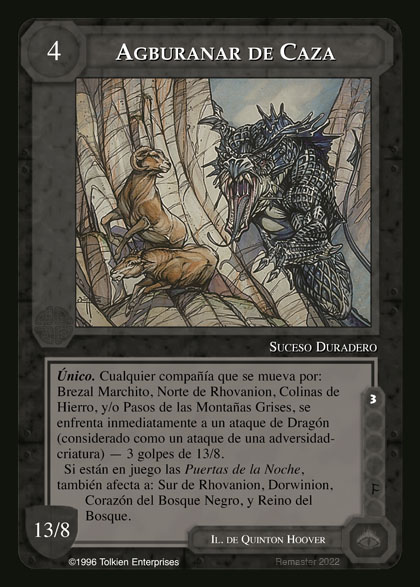 4
AGBURANAR DE CAZA
SUCESO DURADERO
Único. Cualquier compañía que se mueva por:
Brezal Marchito, Norte de Rhovanion, Colinas de
Hierro, y/o Pasos de las Montañas Grises, se
enfrenta inmediatamente a un ataque de Dragón
(considerado como un ataque de una adversidad-
criatura) — 3 golpes de 13/8.
Si están en juego las Puertas de la Noche,
también afecta a: Sur de Rhovanion, Dorwinion,
Corazón del Bosque Negro, y Reino del
Bosque.
3
F
13/8
IL. DE QUINTON HOOVER
©1996 Tolkien Enterprises
Remaster 2022